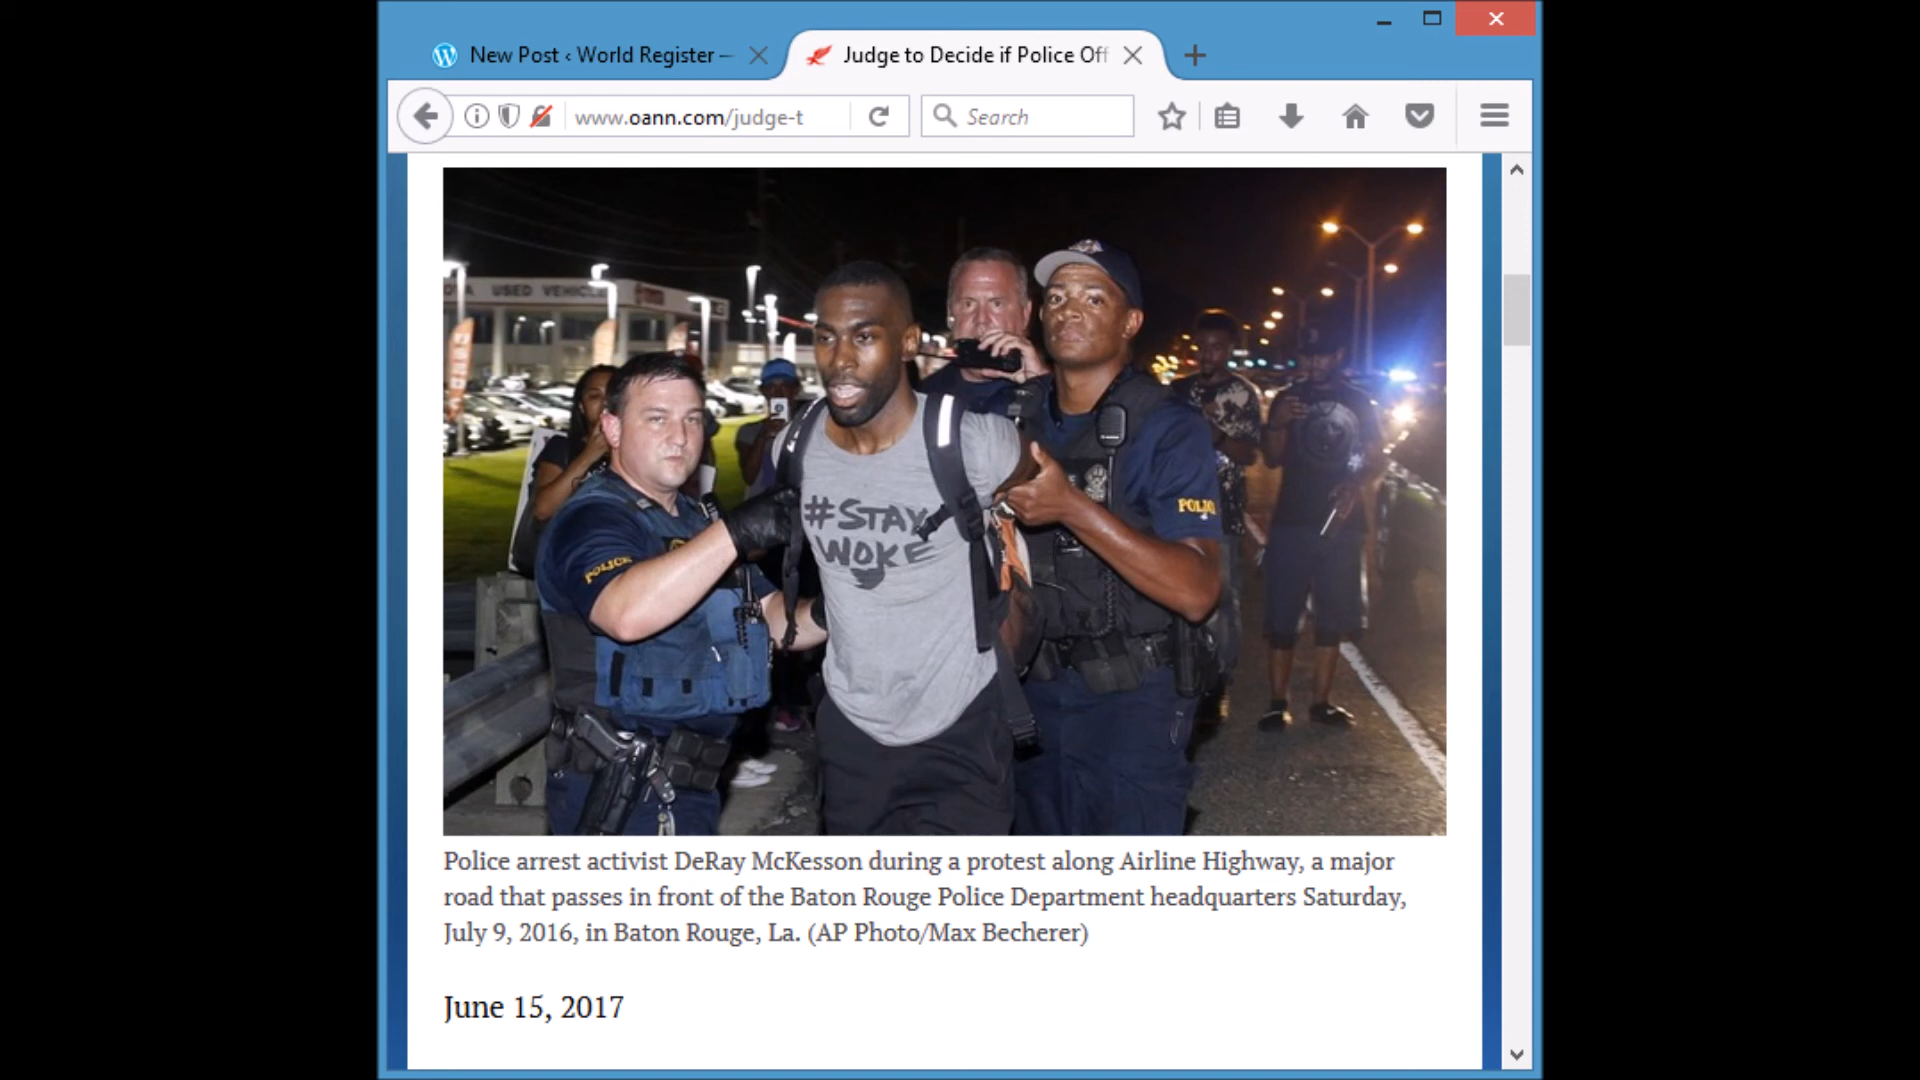 New Post ‹ World Register —
Judge to Decide if Police Off
www.oann.com/judge-t
Search
USED VEHICLE
#STAY
WOKE
POLICE
Police arrest activist DeRay McKesson during a protest along Airline Highway, a major
road that passes in front of the Baton Rouge Police Department headquarters Saturday,
July 9, 2016, in Baton Rouge, La. (AP Photo/Max Becherer)
June 15, 2017